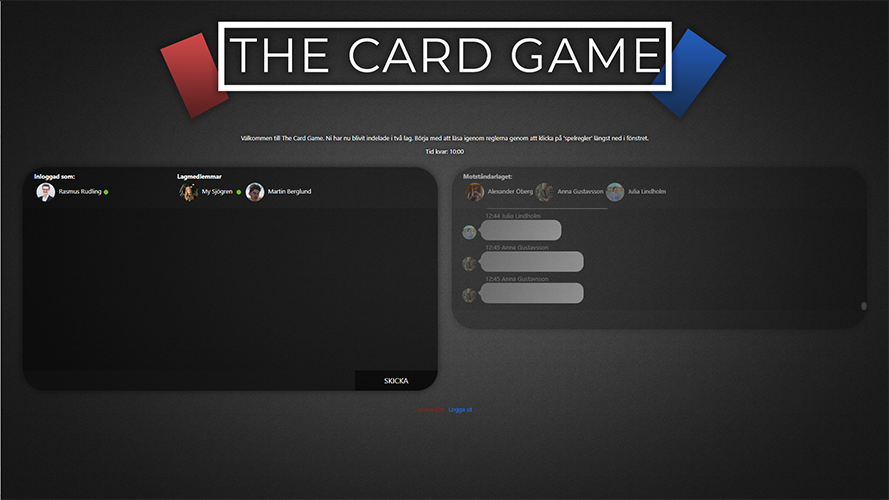 THE CARD GAME
Välkommen till The Card Game. Ni har nu blivit indelade i två lag. Börja med att läsa igenom reglerna genom att klicka på 'spelregler' längst ned i fönstret.
Tid kvar: 10:00
Inloggad som:
Lagmedlemmar
Rasmus Rudling
My Sjögren
Martin Berglund
SKICKA
Motståndarlaget:
Alexander Öberg
Anna Gustavsson
Julia Lindholm
12:44 Julia Lindholm
12:45 Anna Gustavsson
12:45 Anna Gustavsson
Logga ut